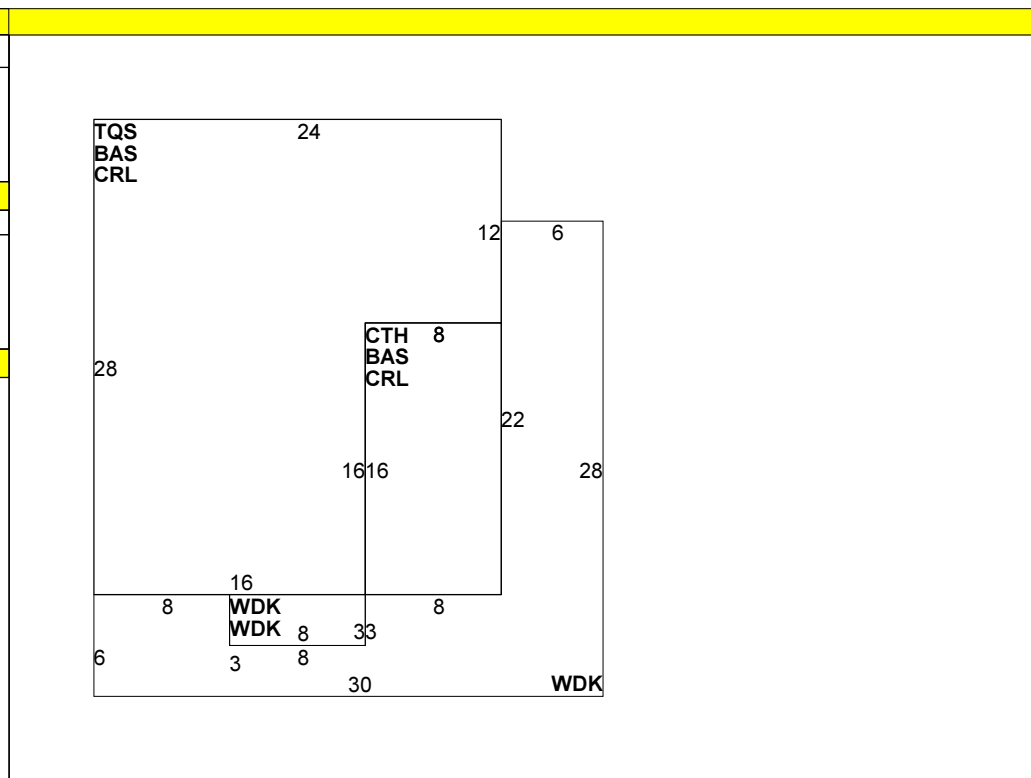 TQS 24
BAS
CRL
12 6
CTH 8
BAS
CRL
28
22
16 16 28
16
8 WDK 8
WDK 8 3 3
6 3 8
30 WDK